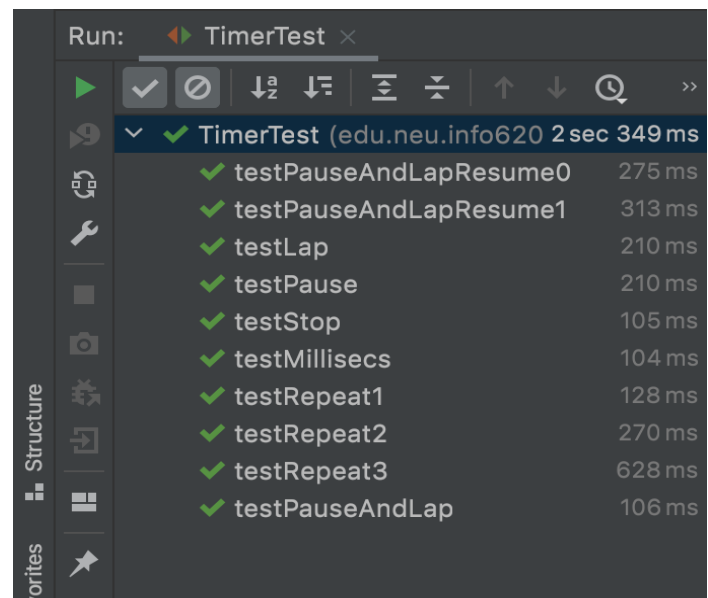 Run: TimerTest
TimerTest (edu.neu.info620 2 sec 349 ms
testPauseAndLapResume0 275 ms
testPauseAndLapResume1 313 ms
testLap 210 ms
testPause 210 ms
testStop 105 ms
testMillisecs 104 ms
testRepeat1 128 ms
testRepeat2 270 ms
testRepeat3 628 ms
testPauseAndLap 106 ms
Structure
orites